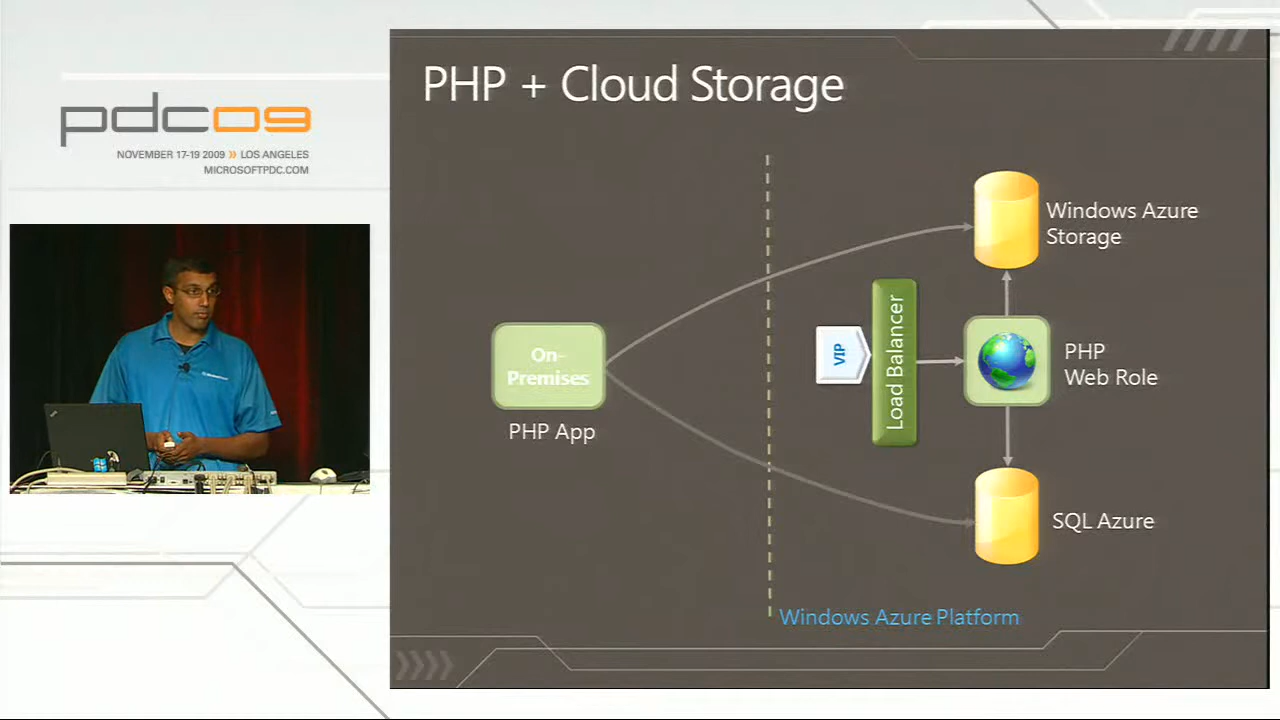 pdc09
NOVEMBER 17-19 2009 » LOS ANGELES
MICROSOFTPDC.COM
PHP + Cloud Storage
Windows Azure
Storage
On-
Premises
PHP App
VIP
Load Balancer
PHP
Web Role
SQL Azure
Windows Azure Platform